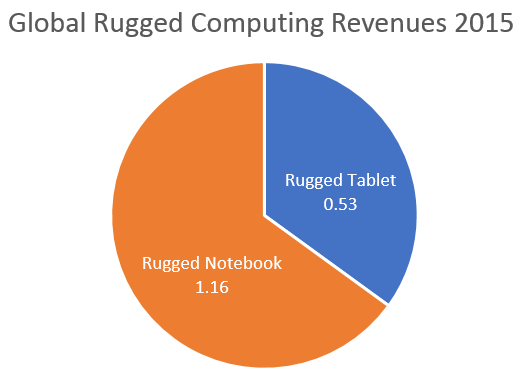 Global Rugged Computing Revenues 2015
Rugged Tablet
0.53
Rugged Notebook
1.16